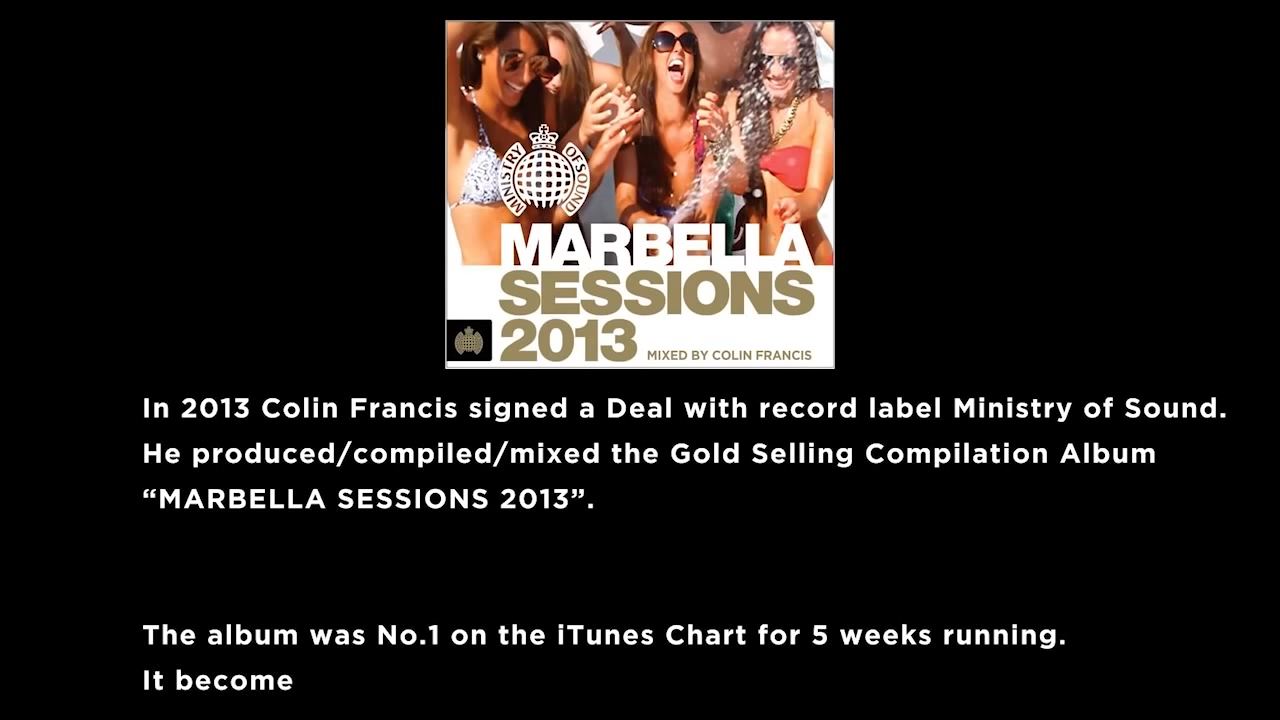 MINISTRY OF SOUND
MARBELLA
SESSIONS
2013
MIXED BY COLIN FRANCIS
In 2013 Colin Francis signed a Deal with record label Ministry of Sound.
He produced/compiled/mixed the Gold Selling Compilation Album
“MARBELLA SESSIONS 2013”.
The album was No.1 on the iTunes Chart for 5 weeks running.
It become